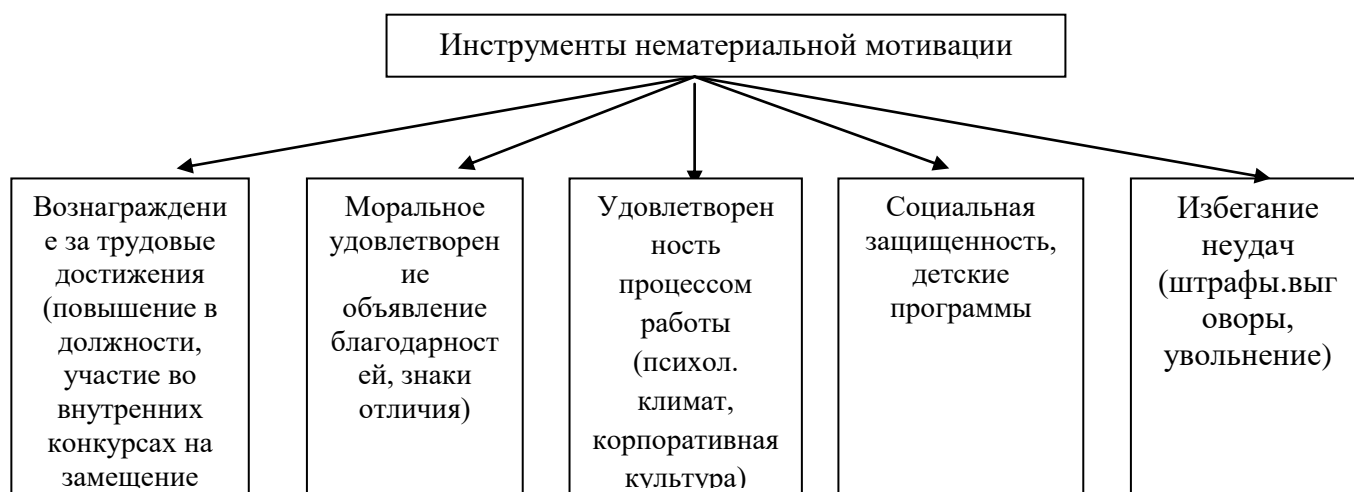 Инструменты нематериальной мотивации
Вознаграждени
е за трудовые
достижения
(повышение в
должности,
участие во
внутренних
конкурсах на
замещение
Моральное
удовлетворен
ие
объявление
благодарност
ей, знаки
отличия)
Удовлетворен
ность
процессом
работы
(психол.
климат,
корпоративная
культура)
Социальная
защищенность,
детские
программы
Избегание
неудач
(штрафы.выг
оворы,
увольнение)